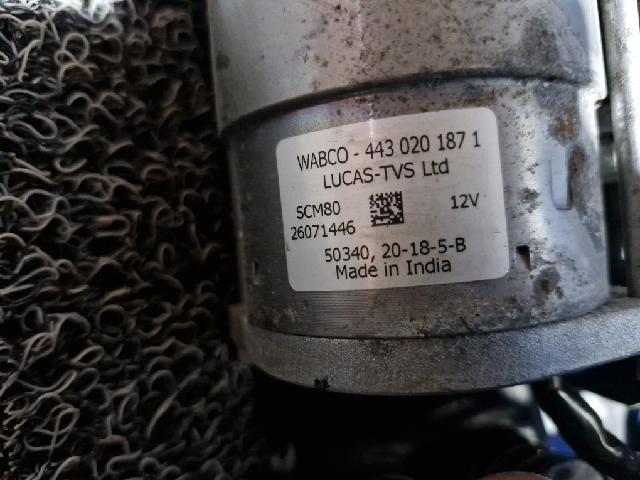 WABCO - 443 020 187 1
LUCAS-TVS Ltd
5CM80
12V
26071446
50340, 20-18-5-B
Made in India